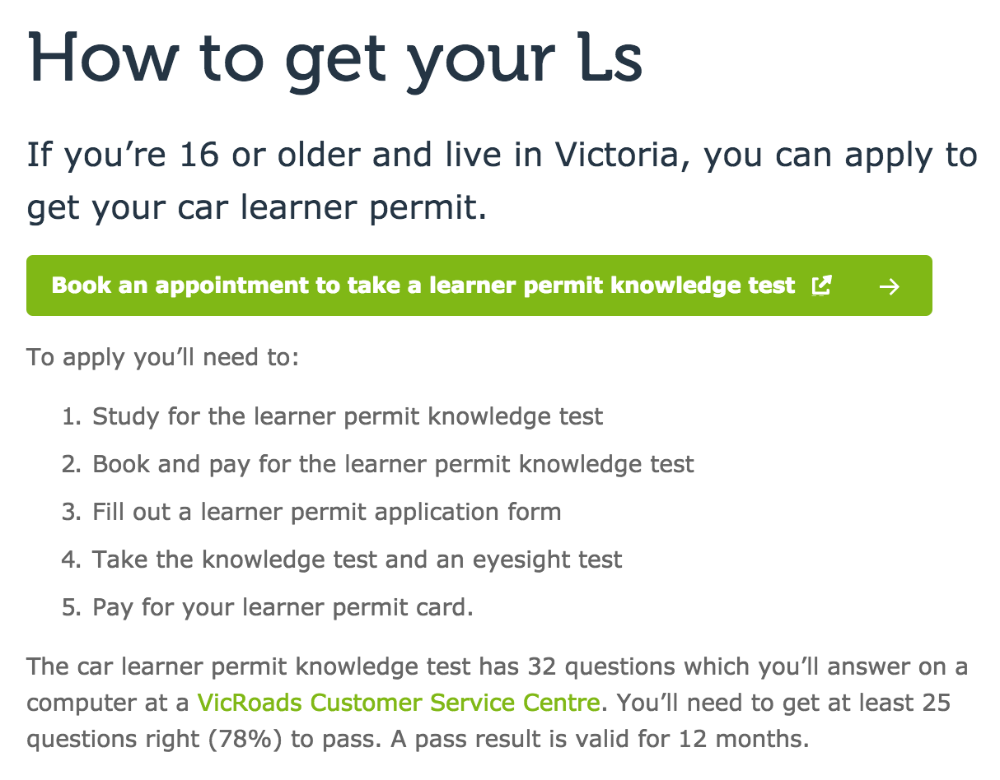 How to get your Ls
If you’re 16 or older and live in Victoria, you can apply to
get your car learner permit.
Book an appointment to take a learner permit knowledge test
To apply you’ll need to:
1. Study for the learner permit knowledge test
2. Book and pay for the learner permit knowledge test
3. Fill out a learner permit application form
4. Take the knowledge test and an eyesight test
5. Pay for your learner permit card.
The car learner permit knowledge test has 32 questions which you’ll answer on a
computer at a VicRoads Customer Service Centre. You’ll need to get at least 25
questions right (78%) to pass. A pass result is valid for 12 months.